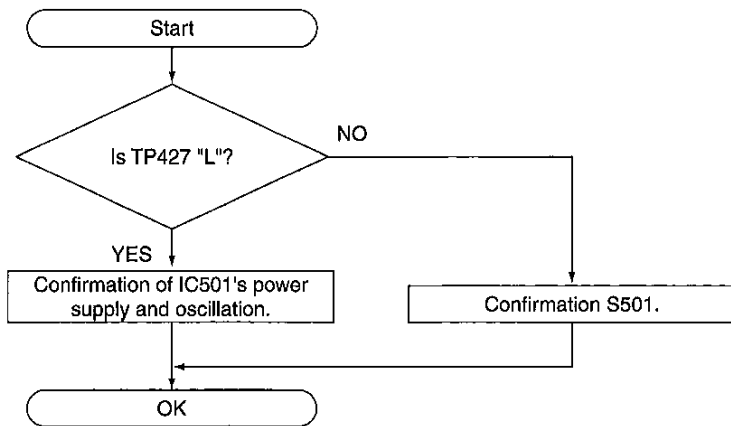 Start
Is TP427 "L"?
NO
YES
Confirmation of IC501's power
supply and oscillation.
Confirmation S501.
OK